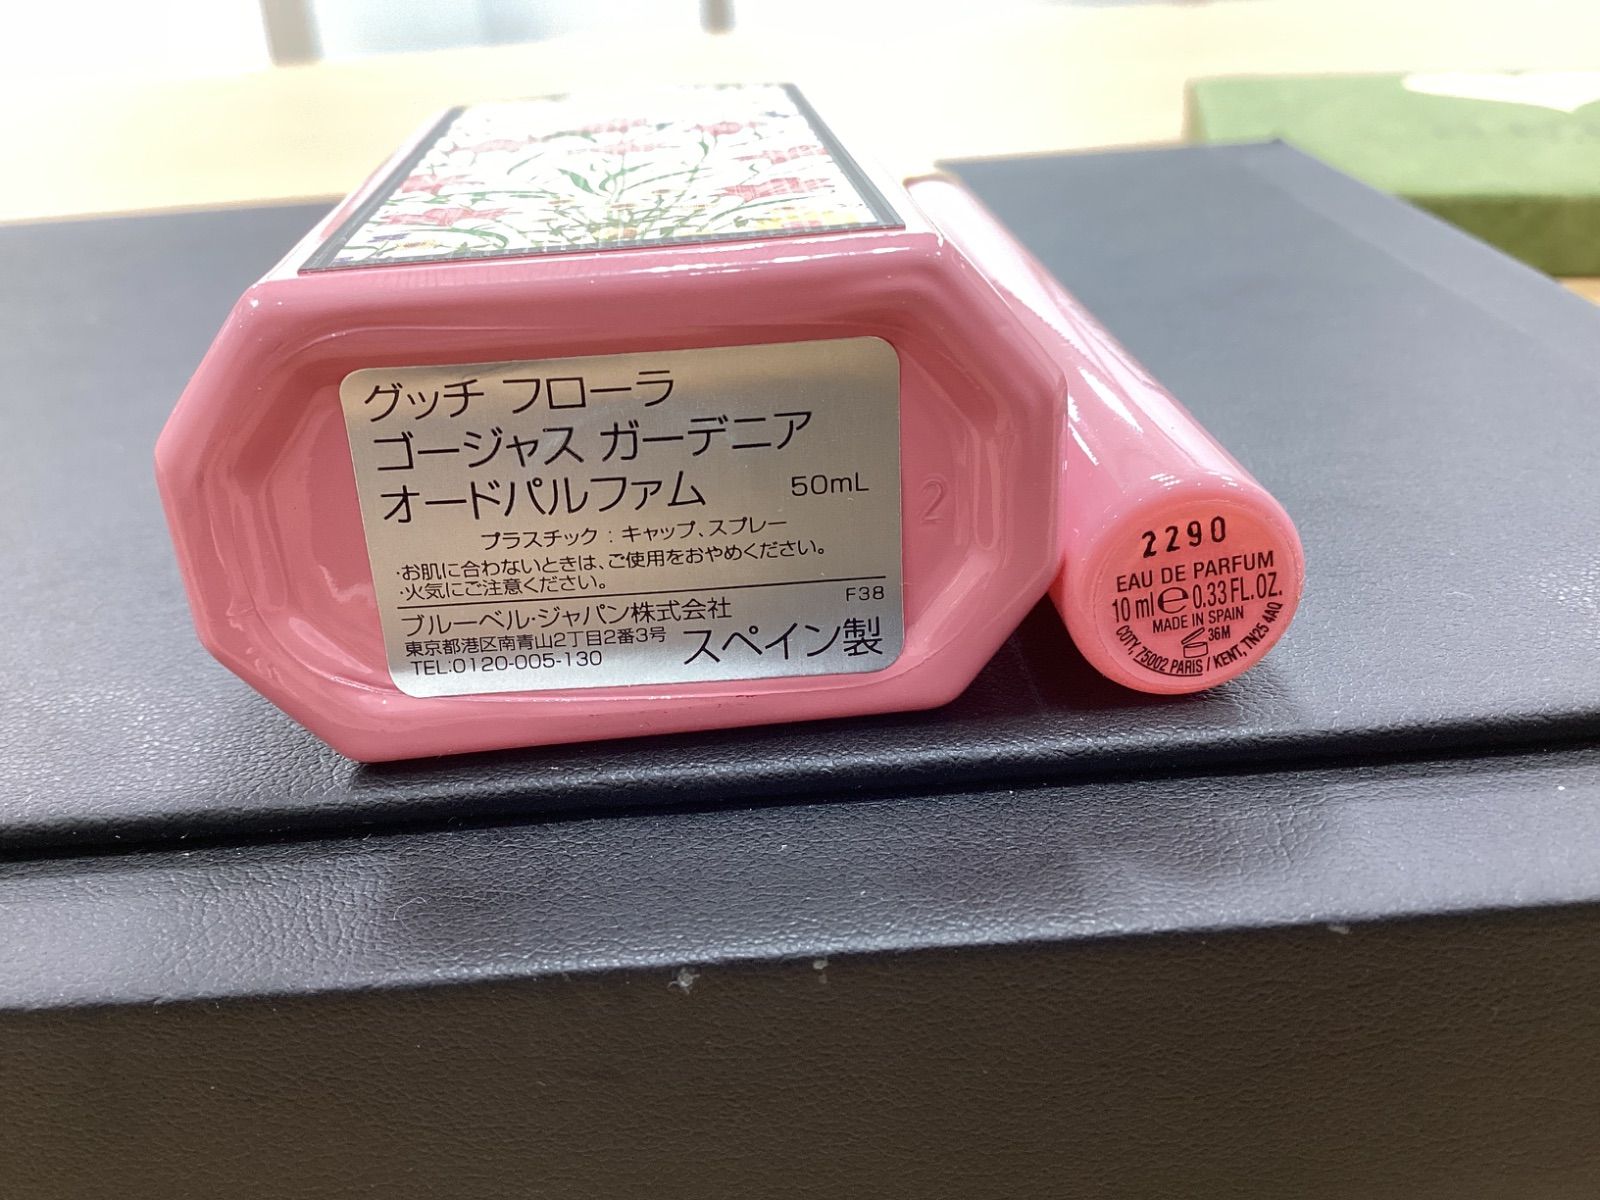 グッチ フローラ
ゴージャス ガーデニア
オードパルファム 50mL
プラスチック : キャップ、スプレー
・お肌に合わないときは、ご使用をおやめください。
・火気にご注意ください。
F38
ブルーベル・ジャパン株式会社
東京都港区南青山2丁目2番3号
TEL:0120-005-130
スペイン製
2
2290
EAU DE PARFUM
10 ml e 0.33 FL. OZ.
MADE IN SPAIN
36M
COTY, 75002 PARIS / KENT, TN25 4AQ